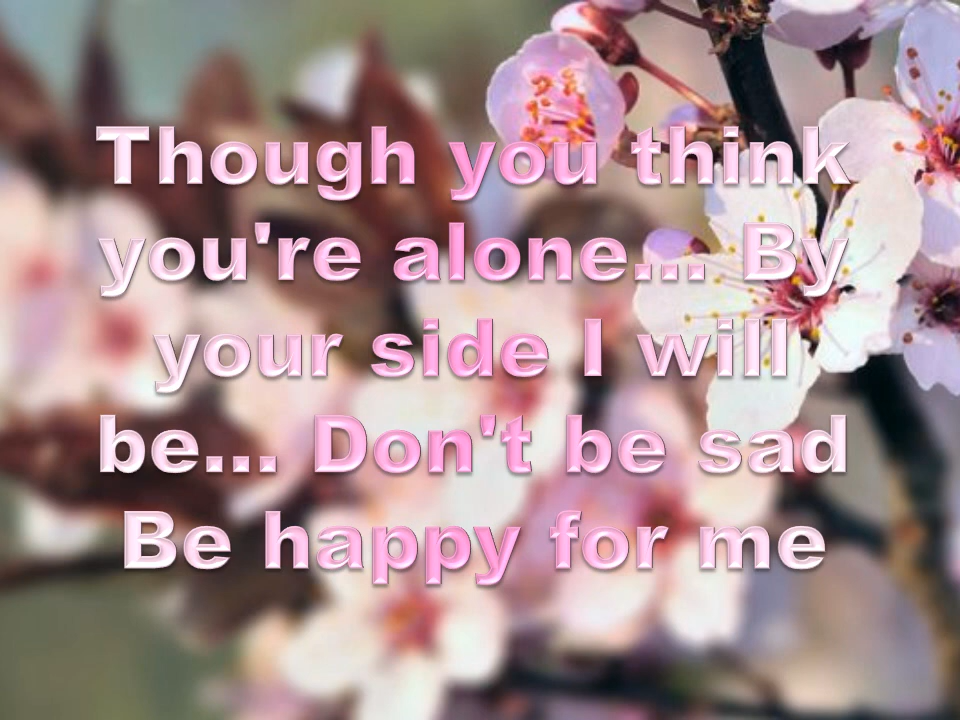 Though you think
you're alone... By
your side I will
be... Don't be sad
Be happy for me